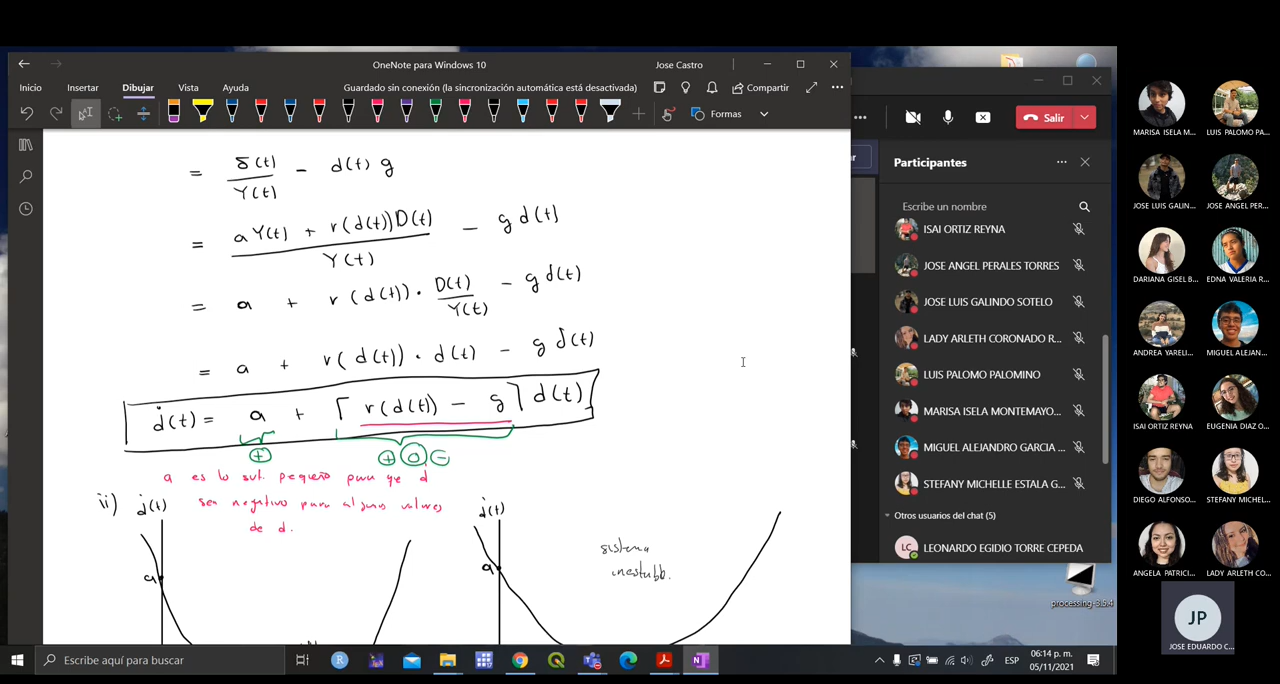 OneNote para Windows 10
Jose Castro
Inicio Insertar Dibujar Vista Ayuda
Guardado sin conexión (la sincronización automática está desactivada)
Compartir
Formas
= δ(t)/Y(t) - d(t) g
= aY(t) + r(d(t))D(t)/Y(t) - g d(t)
= a + r(d(t)) · D(t)/Y(t) - g d(t)
= a + r(d(t)) · d(t) - g d(t)
ḋ(t) = a + [r(d(t)) - g] d(t)
+ + 0 -
a es lo suf. pequeño para que ḋ
sea negativo para algunos valores
de d.
ii) ḋ(t)
a
ḋ(t)
a
sistema
inestable.
Salir
Participantes
Escribe un nombre
ISAI ORTIZ REYNA
JOSE ANGEL PERALES TORRES
JOSE LUIS GALINDO SOTELO
LADY ARLETH CORONADO R...
LUIS PALOMO PALOMINO
MARISA ISELA MONTEMAYO...
MIGUEL ALEJANDRO GARCIA ...
STEFANY MICHELLE ESTALA G...
Otros usuarios del chat (5)
LC
LEONARDO EGIDIO TORRE CEPEDA
processing-3.5.4
MARISA ISELA M... LUIS PALOMO PA...
JOSE LUIS GALIN... JOSE ANGEL PER...
DARIANA GISEL B... EDNA VALERIA R...
ANDREA YARELI... MIGUEL ALEJAN...
ISAI ORTIZ REYNA EUGENIA DIAZ O...
DIEGO ALFONSO... STEFANY MICHEL...
ANGELA PATRICI... LADY ARLETH CO...
JP
JOSE EDUARDO C...
Escribe aquí para buscar
R
ESP
06:14 p. m.
05/11/2021